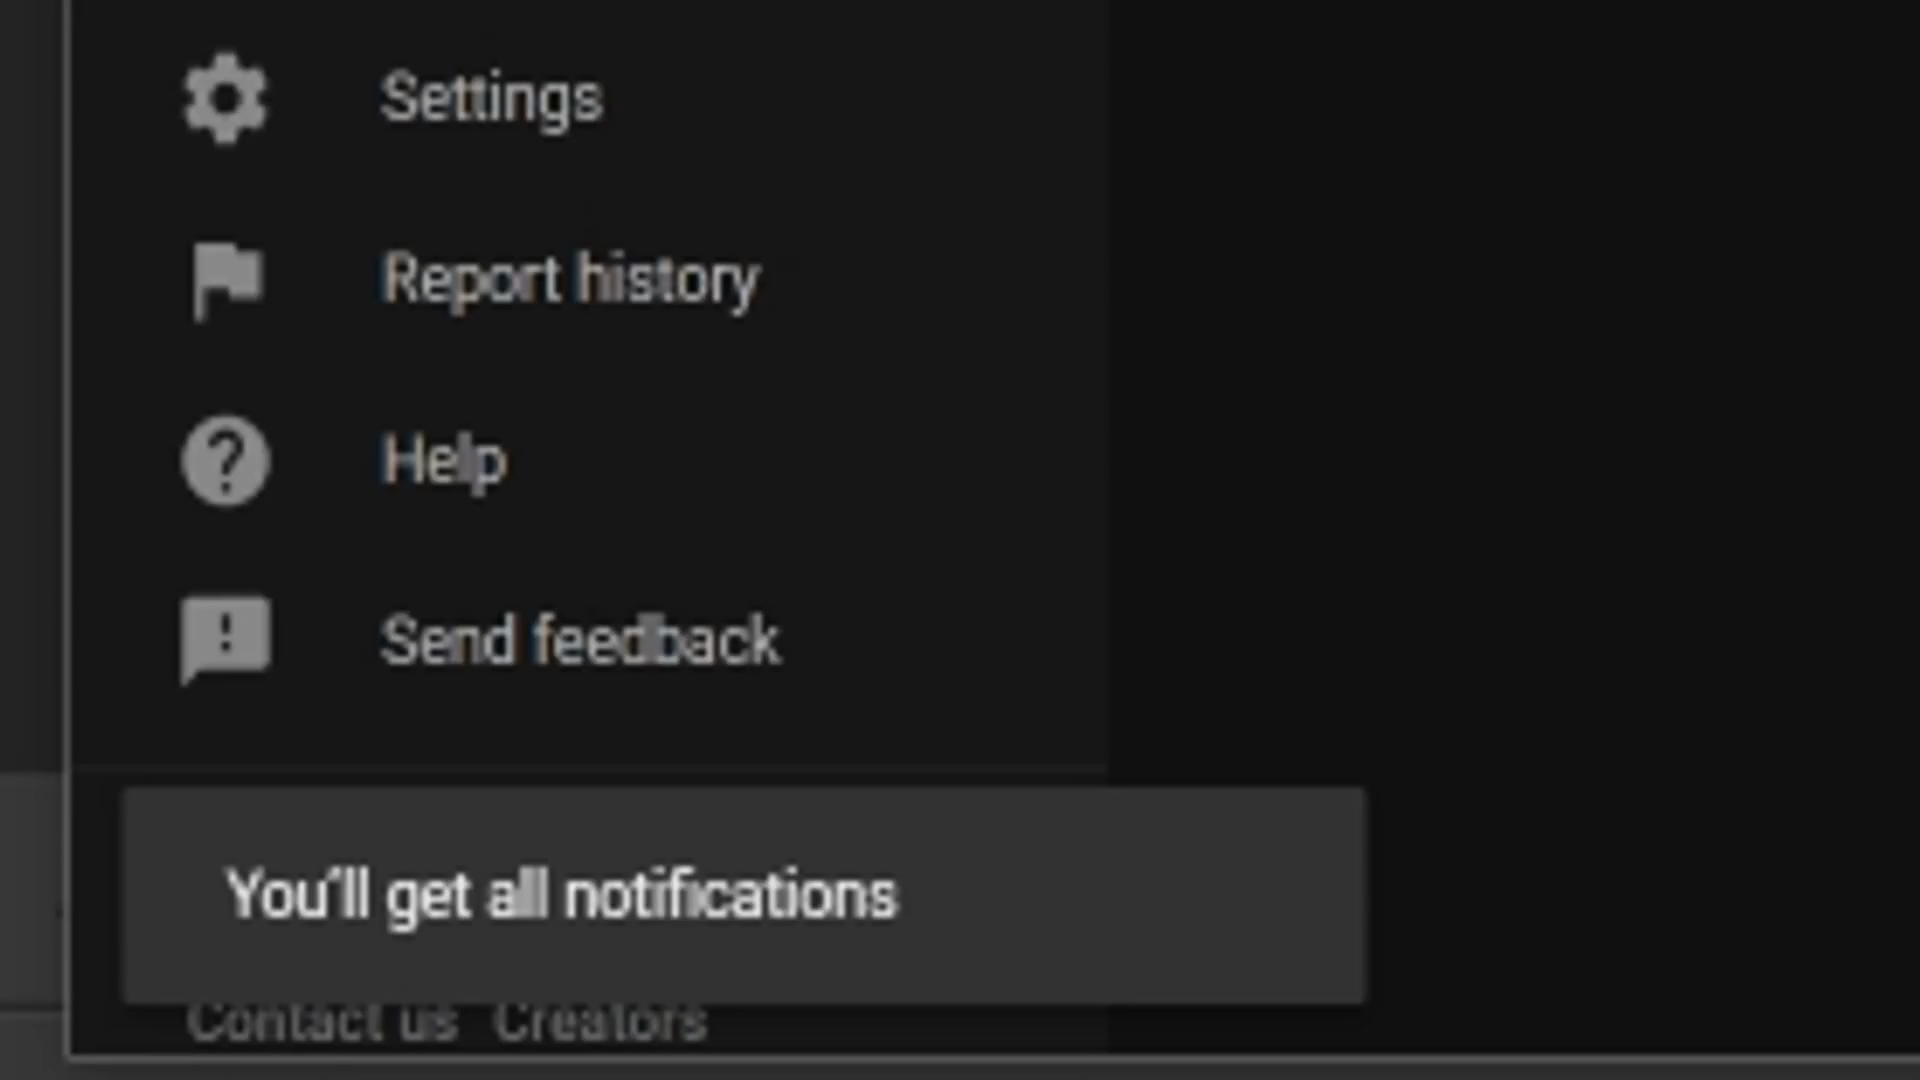 Settings
Report history
Help
Send feedback
You'll get all notifications
Contact us Creators